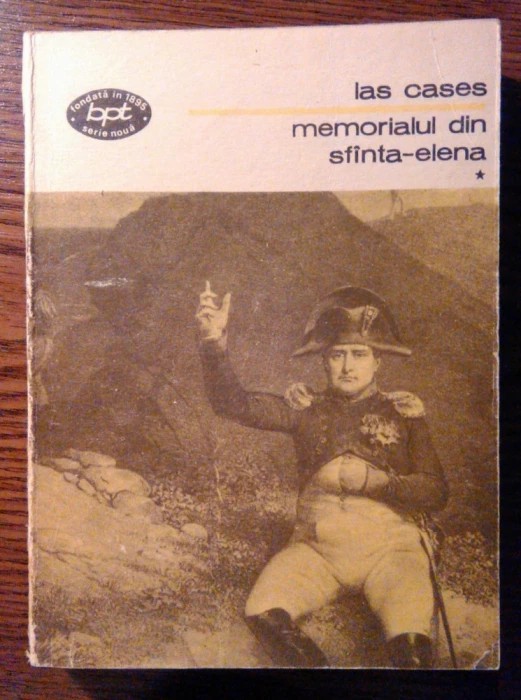 fondată în 1895
bpt
serie nouă
las cases
memorialul din
sfînta-elena
*